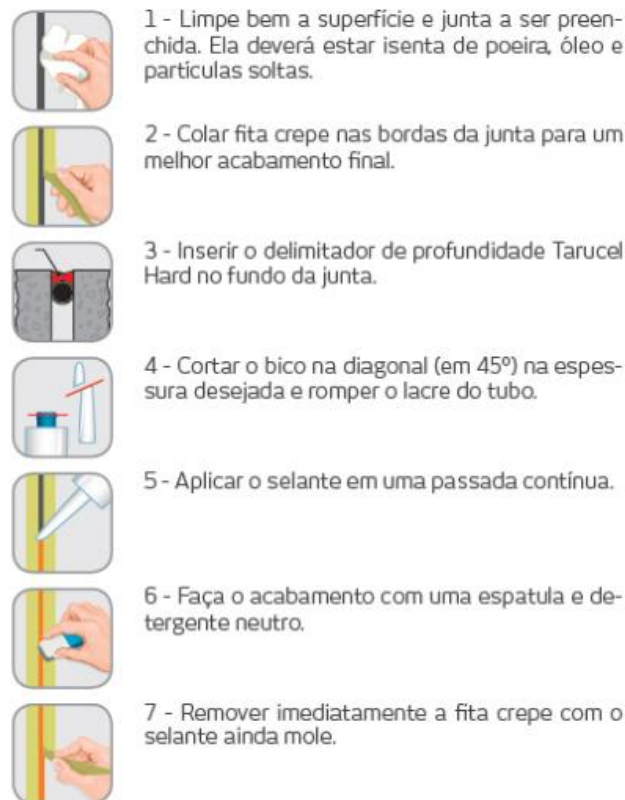 1 - Limpe bem a superfície e junta a ser preen-
chida. Ela deverá estar isenta de poeira, óleo e
partículas soltas.
2 - Colar fita crepe nas bordas da junta para um
melhor acabamento final.
3 - Inserir o delimitador de profundidade Tarucel
Hard no fundo da junta.
4 - Cortar o bico na diagonal (em 45º) na espes-
sura desejada e romper o lacre do tubo.
5 - Aplicar o selante em uma passada contínua.
6 - Faça o acabamento com uma espatula e de-
tergente neutro.
7 - Remover imediatamente a fita crepe com o
selante ainda mole.